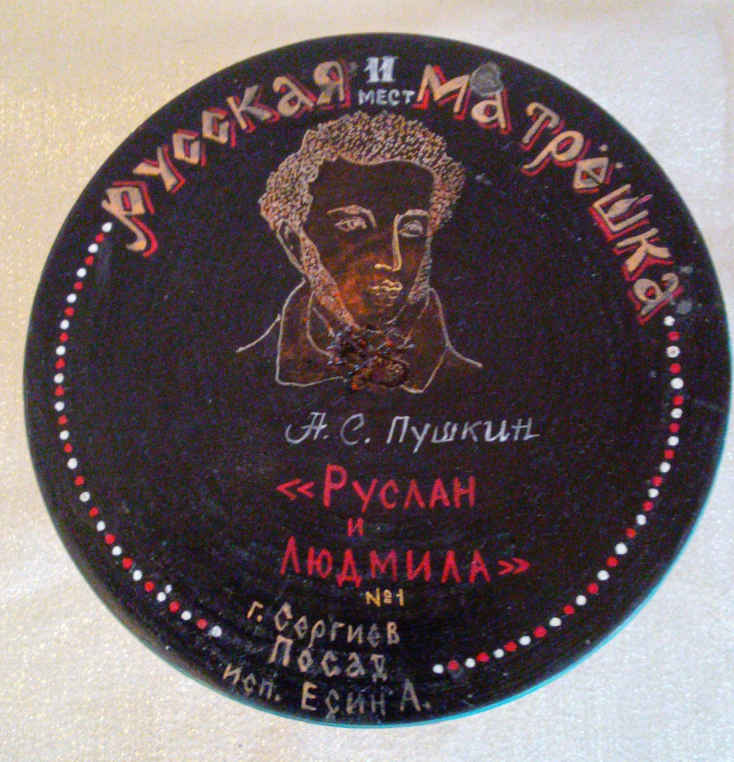 Русская Матрёшка
11
мест
А. С. Пушкин
«Руслан
и
Людмила»
№1
г. Сергиев
Посад
исп. Есин А.